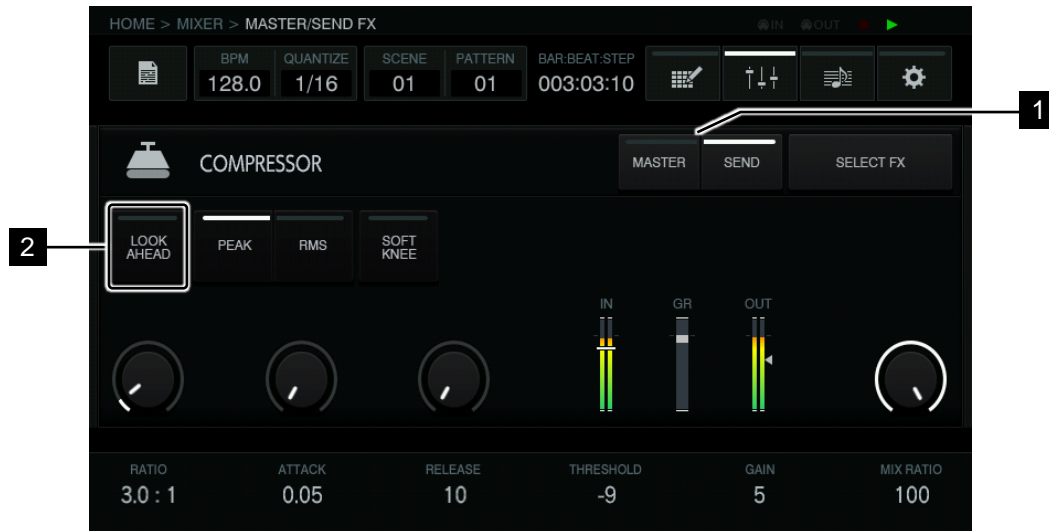 HOME > MIXER > MASTER/SEND FX
IN OUT
BPM QUANTIZE SCENE PATTERN BAR:BEAT:STEP
128.0 1/16 01 01 003:03:10
1
COMPRESSOR MASTER SEND SELECT FX
2
LOOK
AHEAD
PEAK RMS
SOFT
KNEE
IN GR OUT
RATIO ATTACK RELEASE THRESHOLD GAIN MIX RATIO
3.0 : 1 0.05 10 -9 5 100